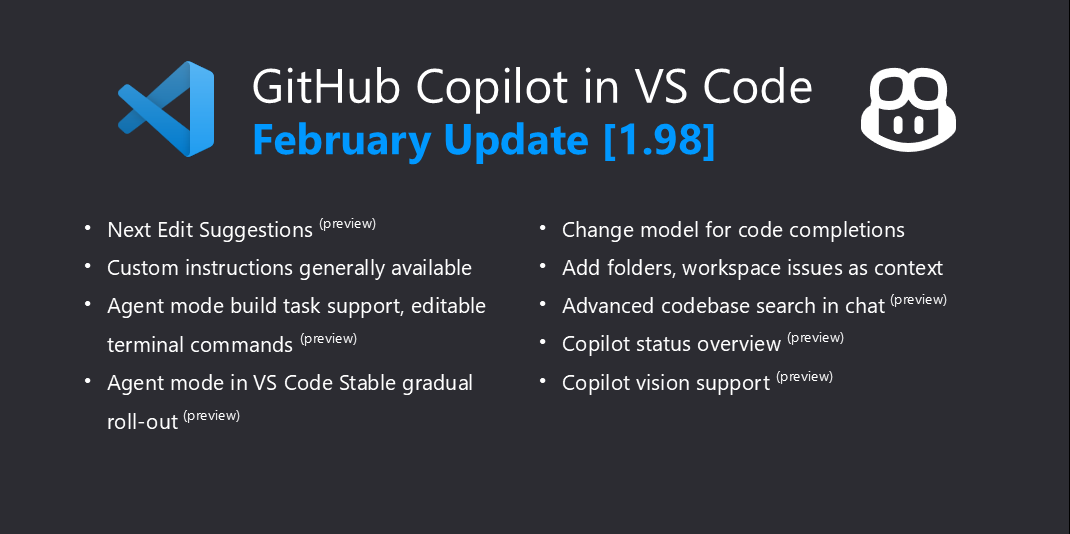 GitHub Copilot in VS Code
February Update [1.98]
• Next Edit Suggestions (preview)
• Custom instructions generally available
• Agent mode build task support, editable
terminal commands (preview)
• Agent mode in VS Code Stable gradual
roll-out (preview)
• Change model for code completions
• Add folders, workspace issues as context
• Advanced codebase search in chat (preview)
• Copilot status overview (preview)
• Copilot vision support (preview)